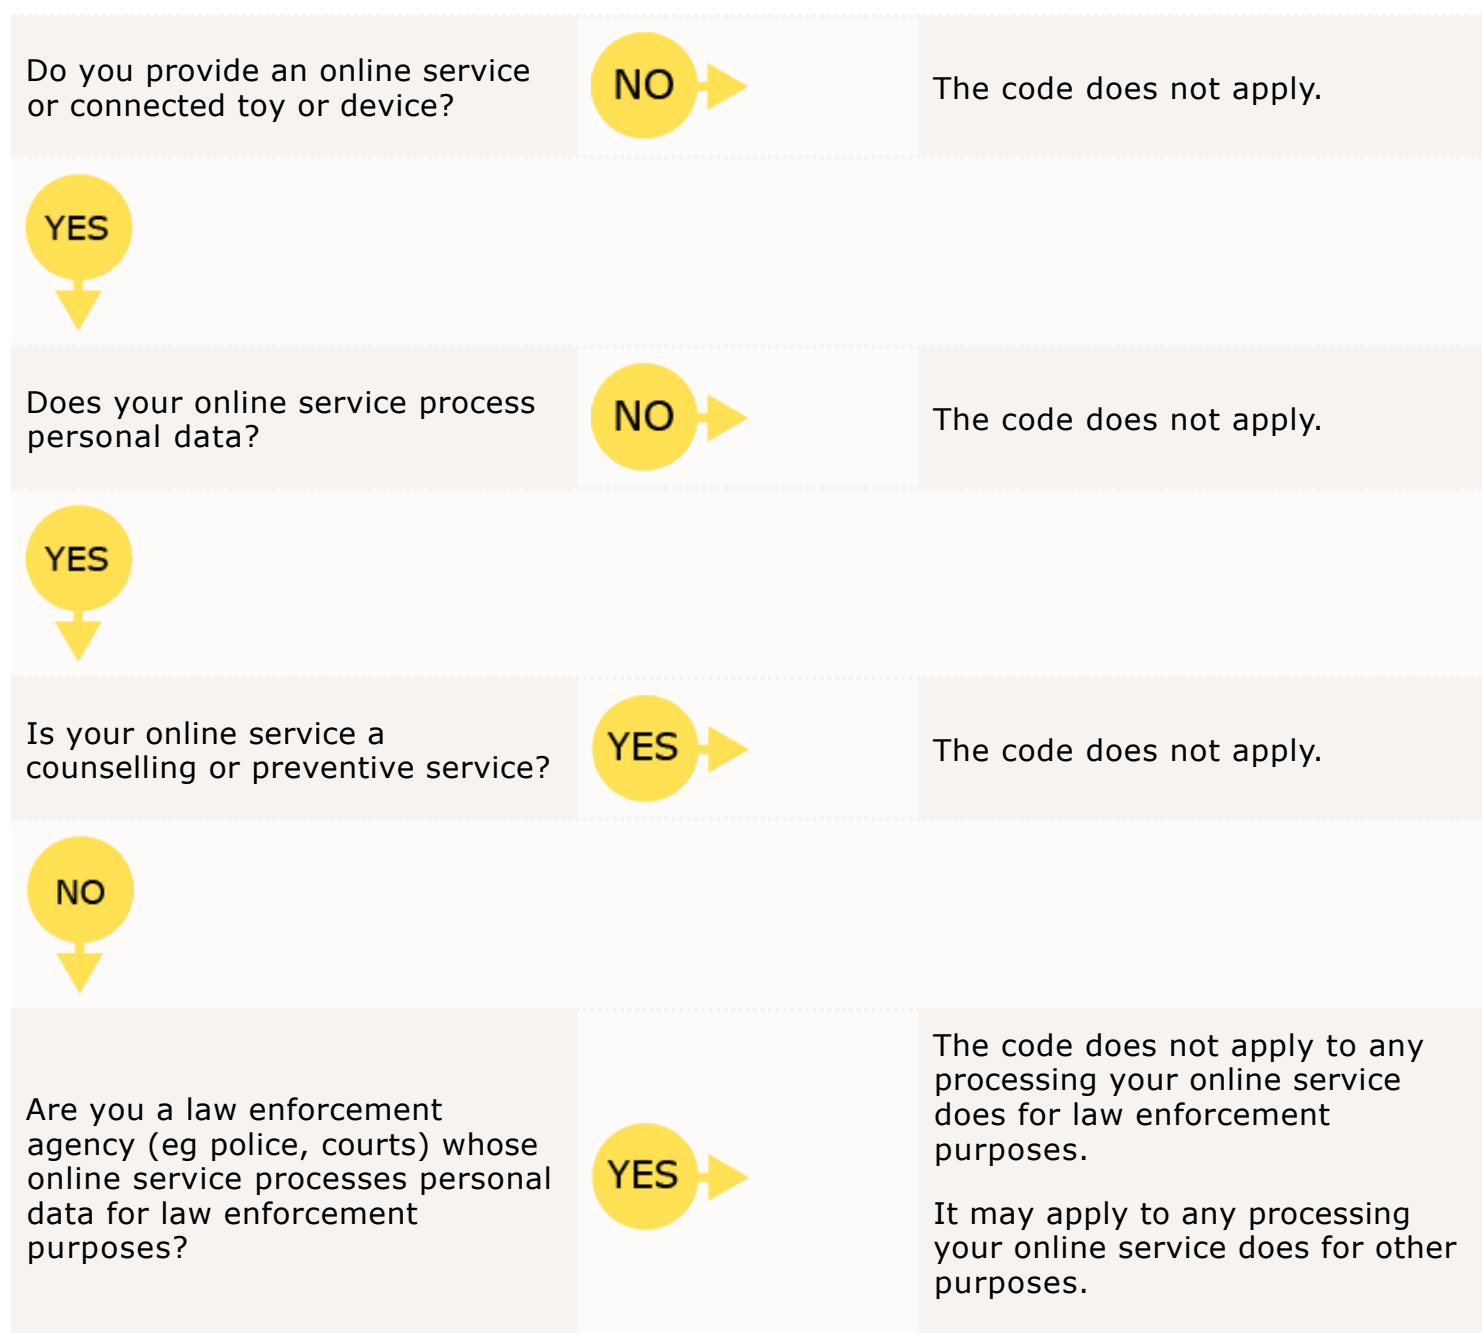 Do you provide an online service
or connected toy or device?
NO
The code does not apply.
YES
Does your online service process
personal data?
NO
The code does not apply.
YES
Is your online service a
counselling or preventive service?
YES
The code does not apply.
NO
Are you a law enforcement
agency (eg police, courts) whose
online service processes personal
data for law enforcement
purposes?
YES
The code does not apply to any
processing your online service
does for law enforcement
purposes.
It may apply to any processing
your online service does for other
purposes.